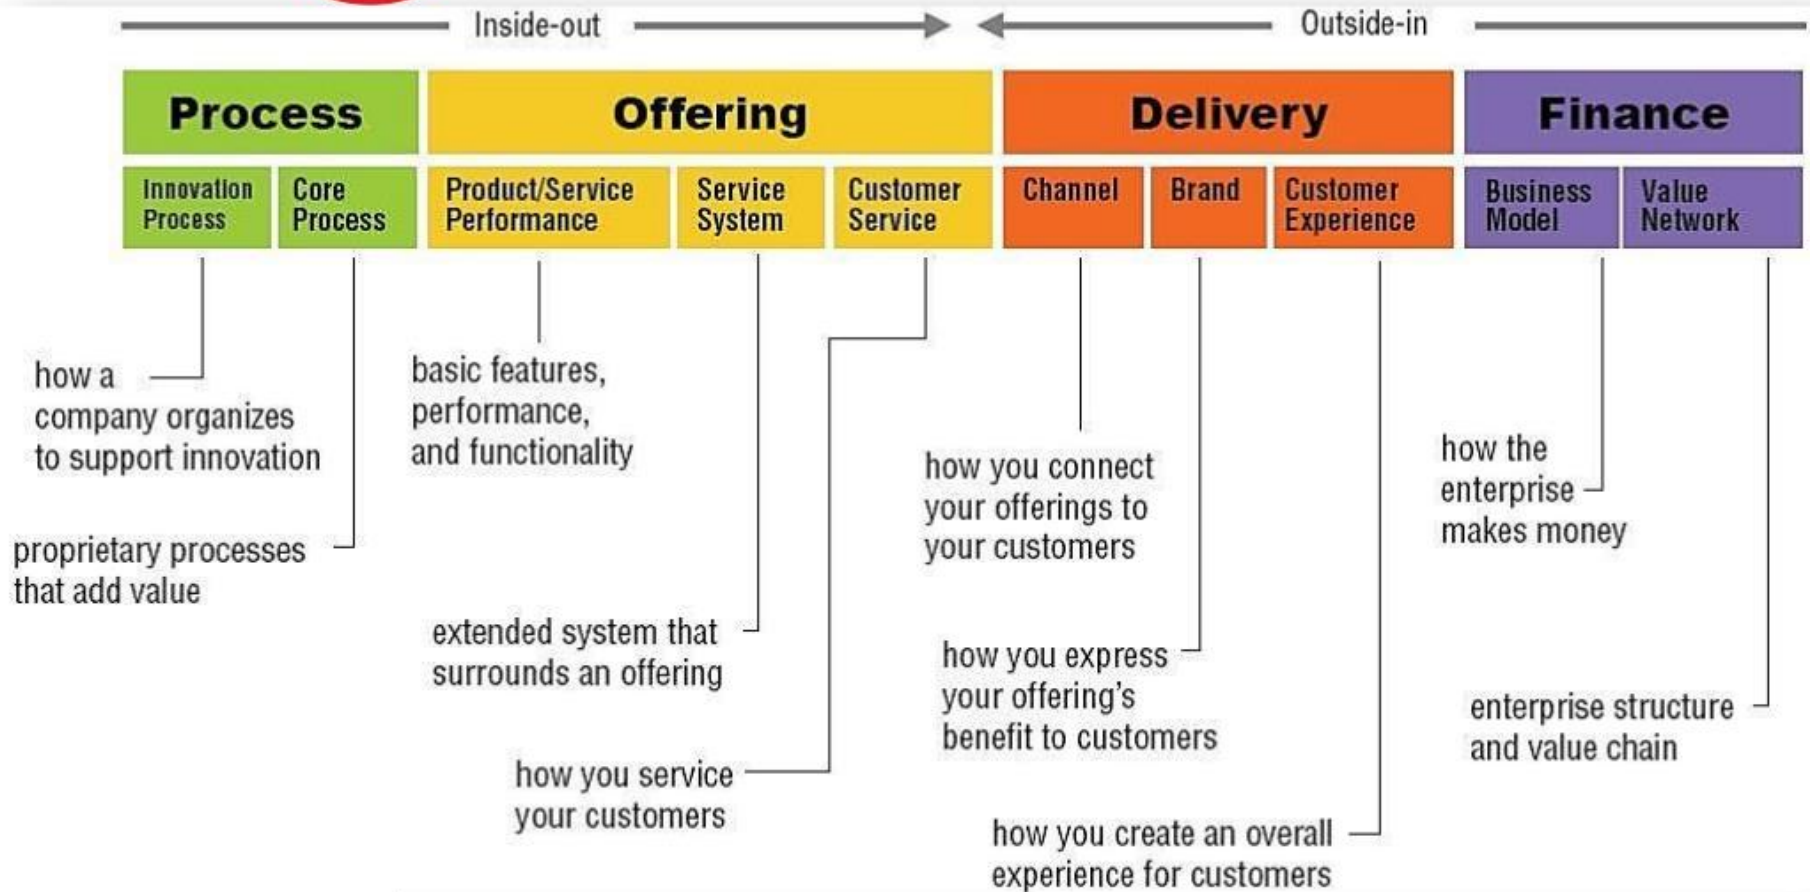 Inside-out
Outside-in
Process
Offering
Delivery
Finance
Innovation
Process
Core
Process
Product/Service
Performance
Service
System
Customer
Service
Channel
Brand
Customer
Experience
Business
Model
Value
Network
how a
company organizes
to support innovation
proprietary processes
that add value
basic features,
performance,
and functionality
extended system that
surrounds an offering
how you service
your customers
how you connect
your offerings to
your customers
how you express
your offering’s
benefit to customers
how you create an overall
experience for customers
how the
enterprise
makes money
enterprise structure
and value chain